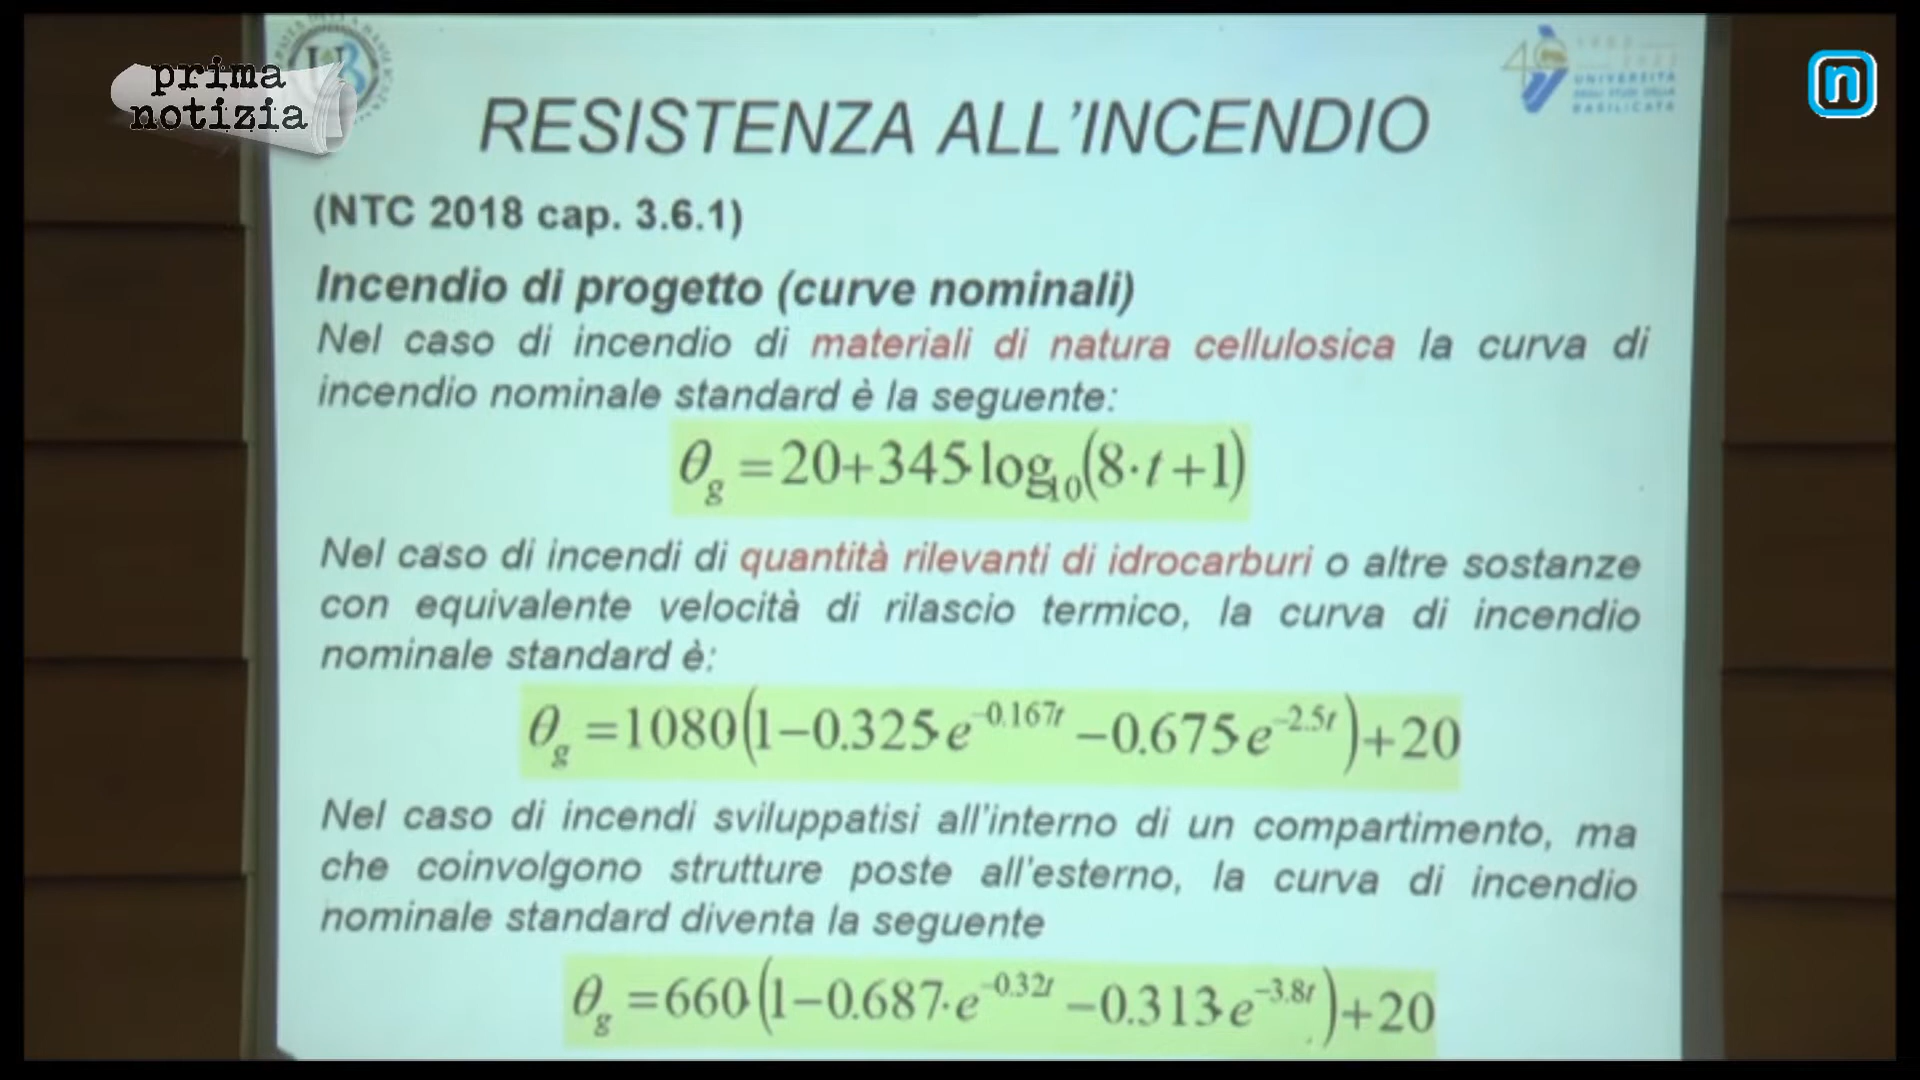 prima
notizia
n
RESISTENZA ALL'INCENDIO
UNIVERSITÀ
DEGLI STUDI DELLA
BASILICATA
(NTC 2018 cap. 3.6.1)
Incendio di progetto (curve nominali)
Nel caso di incendio di materiali di natura cellulosica la curva di
incendio nominale standard è la seguente:
θg =20+345 log10(8·t+1)
Nel caso di incendi di quantità rilevanti di idrocarburi o altre sostanze
con equivalente velocità di rilascio termico, la curva di incendio
nominale standard è:
θg =1080(1−0.325 e^−0.167t −0.675 e^−2.5t)+20
Nel caso di incendi sviluppatisi all'interno di un compartimento, ma
che coinvolgono strutture poste all'esterno, la curva di incendio
nominale standard diventa la seguente
θg =660(1−0.687·e^−0.32t −0.313 e^−3.8t)+20